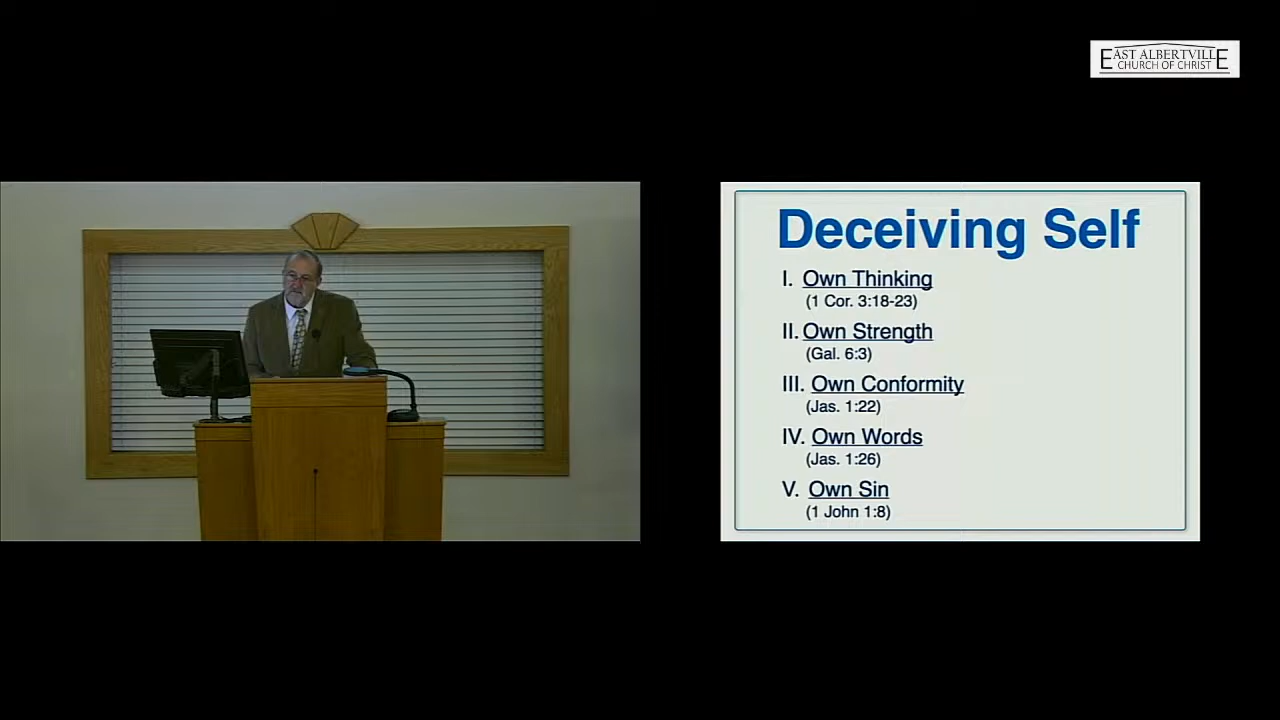 EAST ALBERTVILLE
CHURCH OF CHRIST
Deceiving Self
I. Own Thinking
(1 Cor. 3:18-23)
II. Own Strength
(Gal. 6:3)
III. Own Conformity
(Jas. 1:22)
IV. Own Words
(Jas. 1:26)
V. Own Sin
(1 John 1:8)